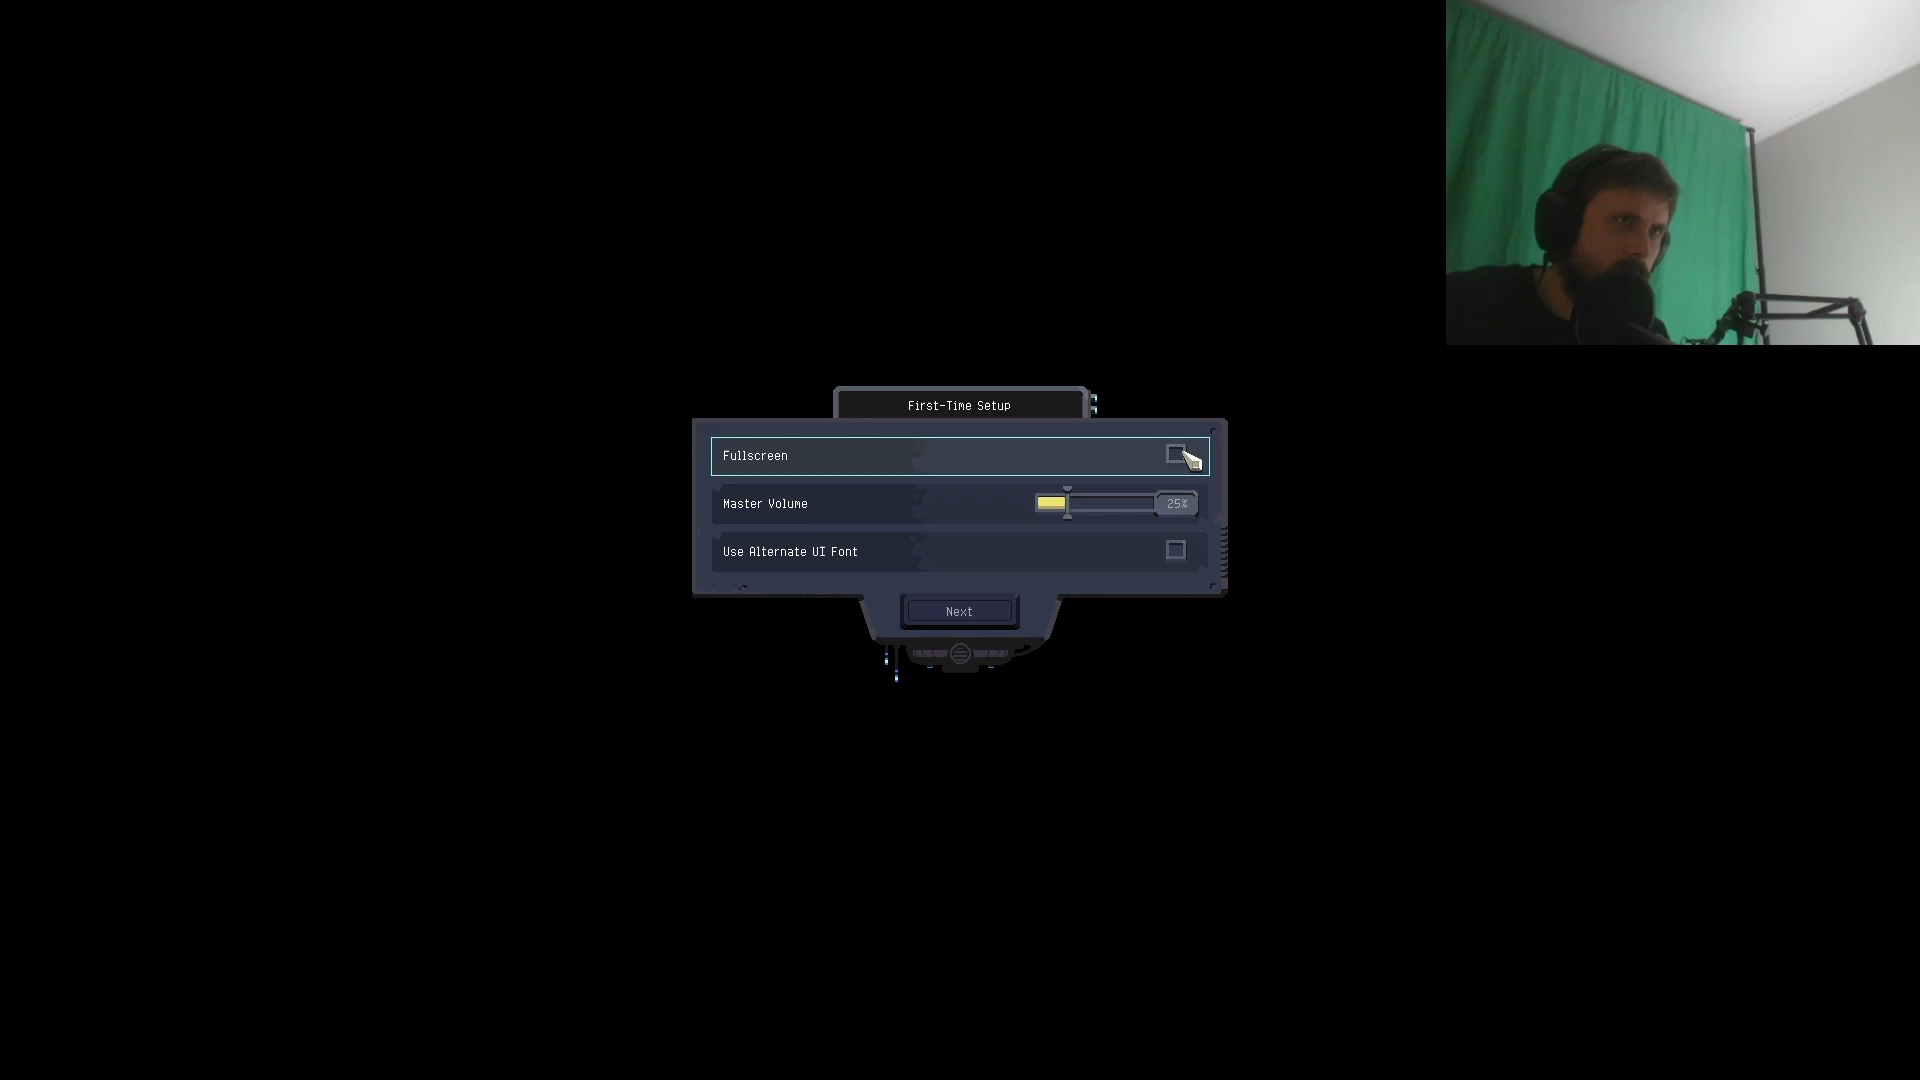 First-Time Setup
Fullscreen
Master Volume
25%
Use Alternate UI Font
Next